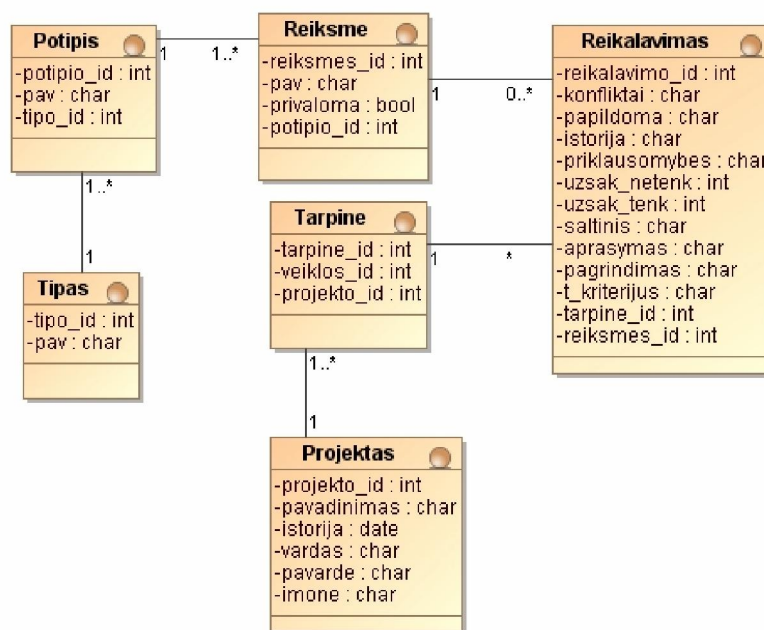 Potipis
-potipio_id : int
-pav : char
-tipo_id : int
1
1..*
Reiksme
-reiksmes_id : int
-pav : char
-privaloma : bool
-potipio_id : int
1
0..*
Reikalavimas
-reikalavimo_id : int
-konfliktai : char
-papildoma : char
-istorija : char
-priklausomybes : char
-uzsak_netenk : int
-uzsak_tenk : int
-saltinis : char
-aprasymas : char
-pagrindimas : char
-t_kriterijus : char
-tarpine_id : int
-reiksmes_id : int
1..*
1
Tipas
-tipo_id : int
-pav : char
Tarpine
-tarpine_id : int
-veiklos_id : int
-projekto_id : int
1
*
1..*
1
Projektas
-projekto_id : int
-pavadinimas : char
-istorija : date
-vardas : char
-pavarde : char
-imone : char